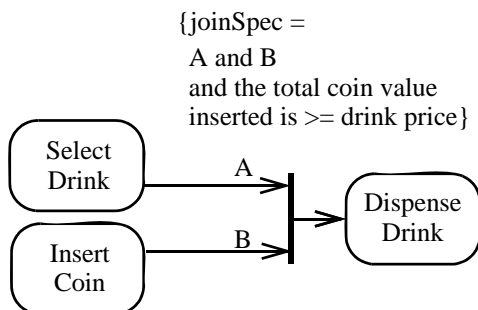 {joinSpec =
A and B
and the total coin value
inserted is >= drink price}
Select
Drink
A
Dispense
Drink
B
Insert
Coin